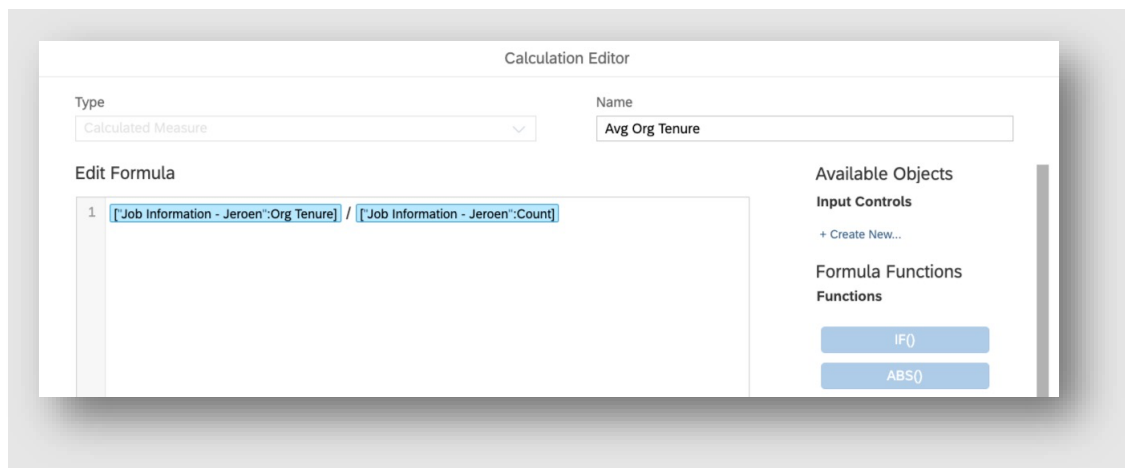 Calculation Editor
Type
Calculated Measure
Name
Avg Org Tenure
Edit Formula
1 ["Job Information - Jeroen":Org Tenure] / ["Job Information - Jeroen":Count]
Available Objects
Input Controls
+ Create New...
Formula Functions
Functions
IF()
ABS()